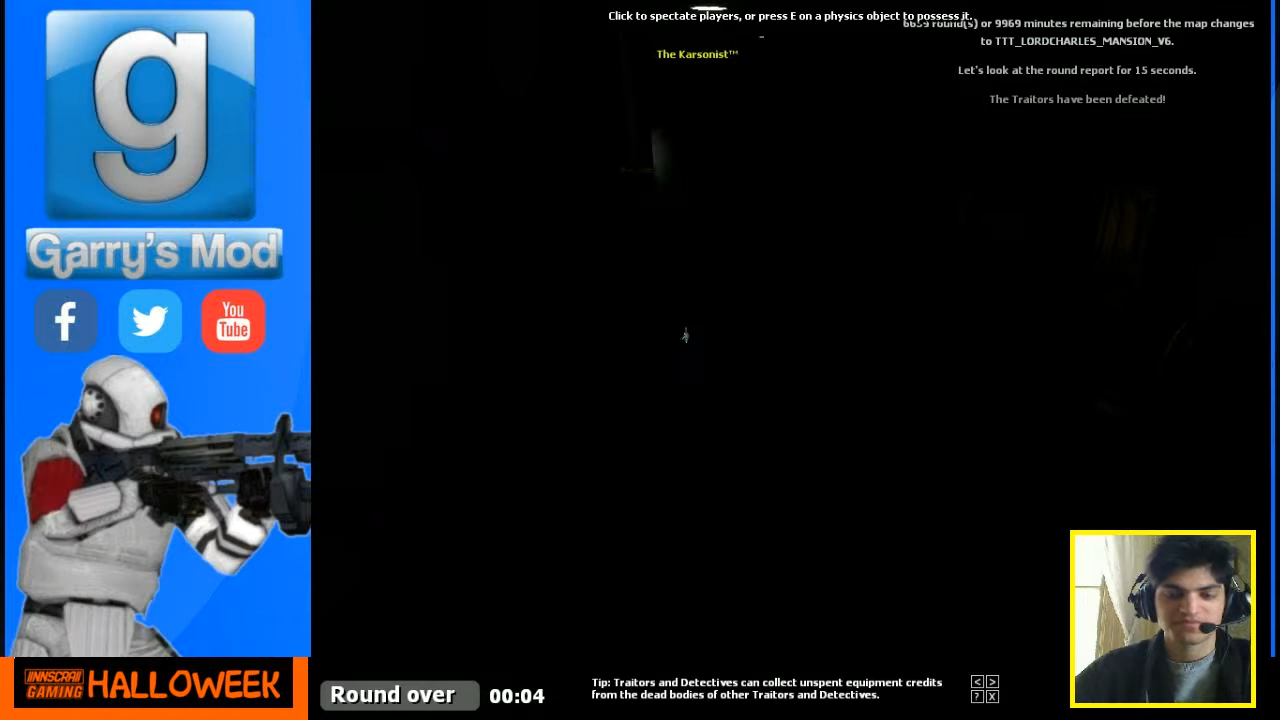 Click to spectate players, or press E on a physics object to possess it.
round(s) or 9969 minutes remaining before the map changes
to TTT_LORDCHARLES_MANSION_V6.
The Karsonist™
Let's look at the round report for 15 seconds.
The Traitors have been defeated!
g
Garry's Mod
f
You
Tube
INNSCRAII
GAMING
HALLOWEEK
Round over
00:04
Tip: Traitors and Detectives can collect unspent equipment credits
from the dead bodies of other Traitors and Detectives.
< >
? X